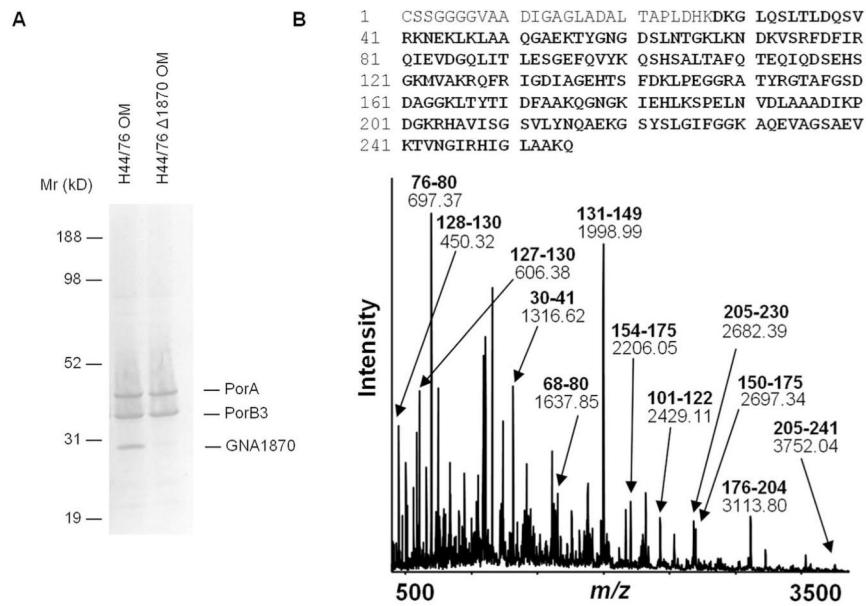 A
Mr (kD)
H44/76 OM
H44/76 Δ1870 OM
188
98
52
31
19
PorA
PorB3
GNA1870
B
1 CSSGGGGVAA DIGAGLADAL TAPLDHKDKG LQSLTLDQSV
41 RKNEKLKLAA QGAEKTYGNG DSLNTGKLKN DKVSRFDFIR
81 QIEVDGQLIT LESGEFQVYK QSHSALTAFQ TEQIQDSEHS
121 GKMVAKRQFR IGDIAGEHTS FDKLPEGGRA TYRGTAFGSD
161 DAGGKLTYTI DFAAKQGNGK IEHLKSPELN VDLAAADIKP
201 DGKRHAVISG SVLYNQAEKG SYSLGIFGGK AQEVAGSAEV
241 KTVNGIRHIG LAAKQ
76-80
697.37
128-130
450.32
127-130
606.38
30-41
1316.62
68-80
1637.85
131-149
1998.99
154-175
2206.05
101-122
2429.11
205-230
2682.39
150-175
2697.34
176-204
3113.80
205-241
3752.04
Intensity
500
m/z
3500